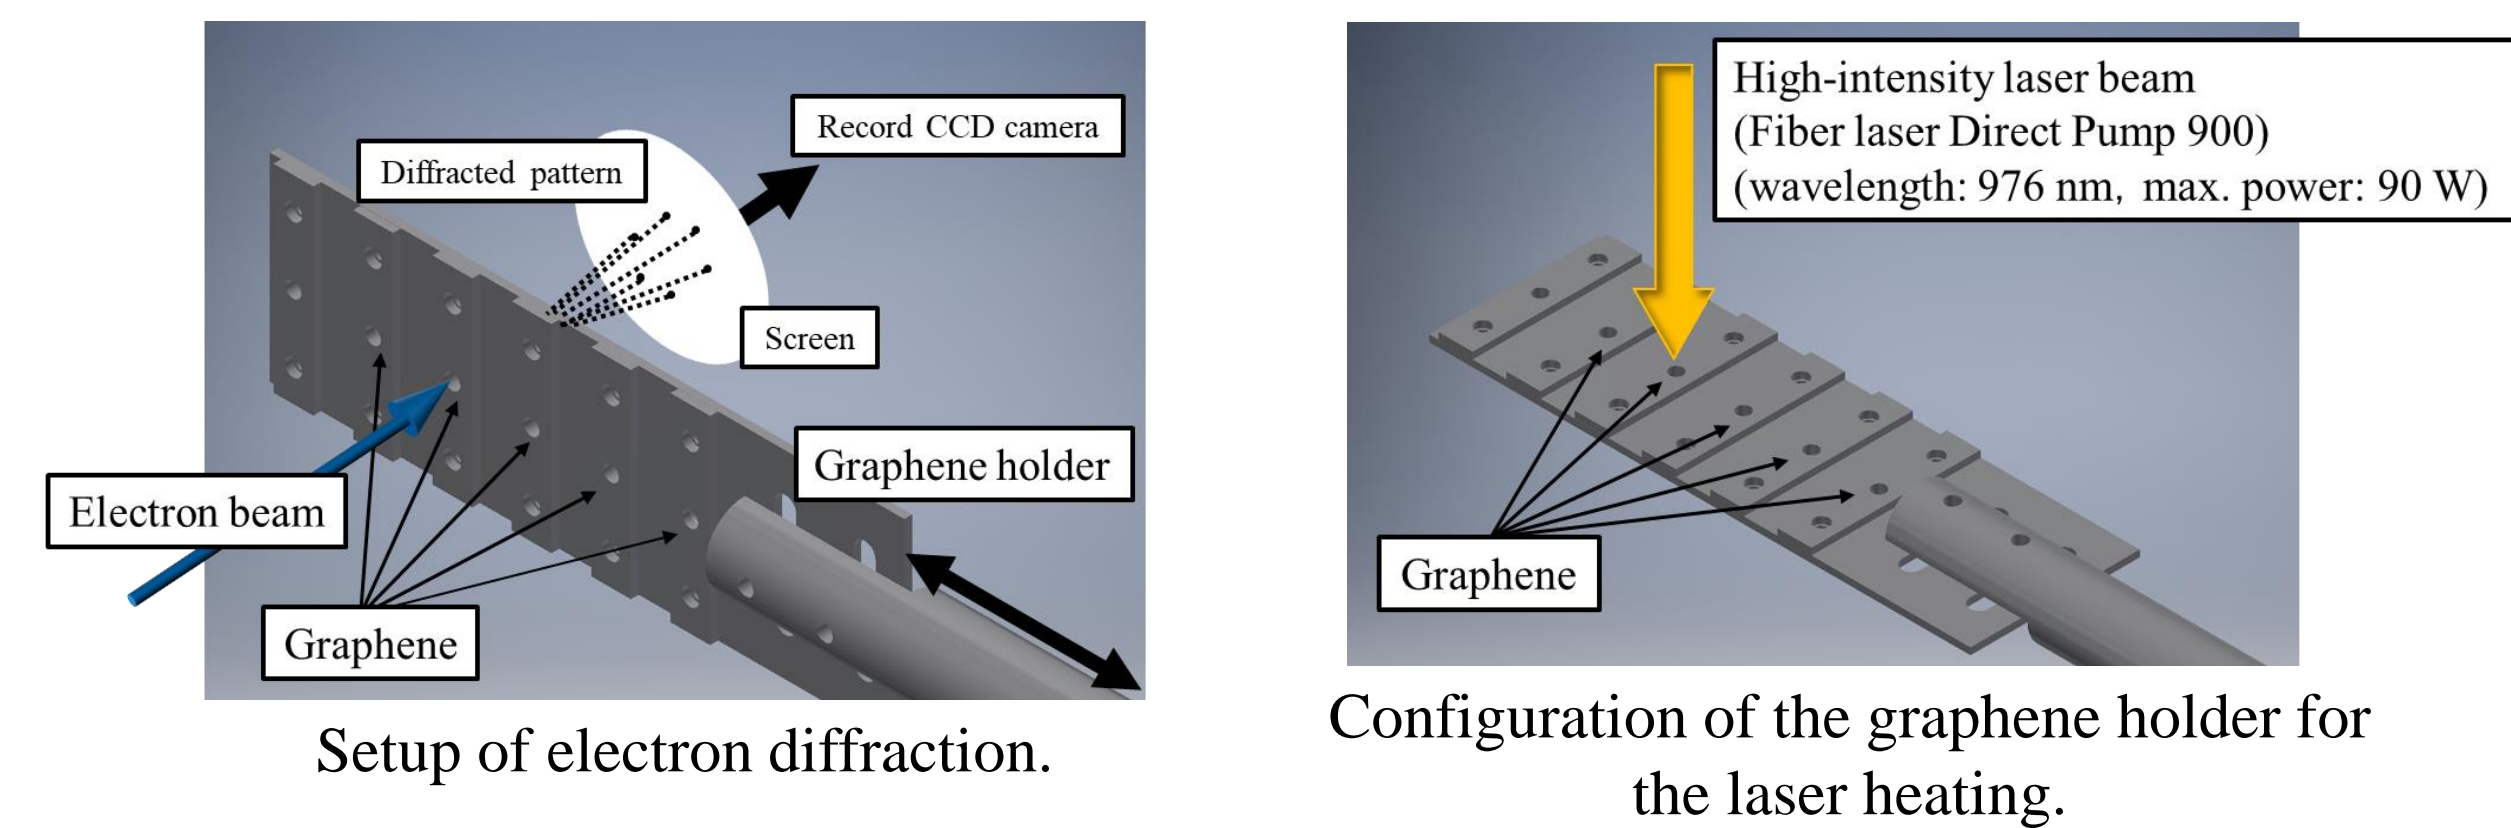 Record CCD camera
Diffracted pattern
Screen
Graphene holder
Electron beam
Graphene
Setup of electron diffraction.
High-intensity laser beam
(Fiber laser Direct Pump 900)
(wavelength: 976 nm, max. power: 90 W)
Graphene
Configuration of the graphene holder for
the laser heating.